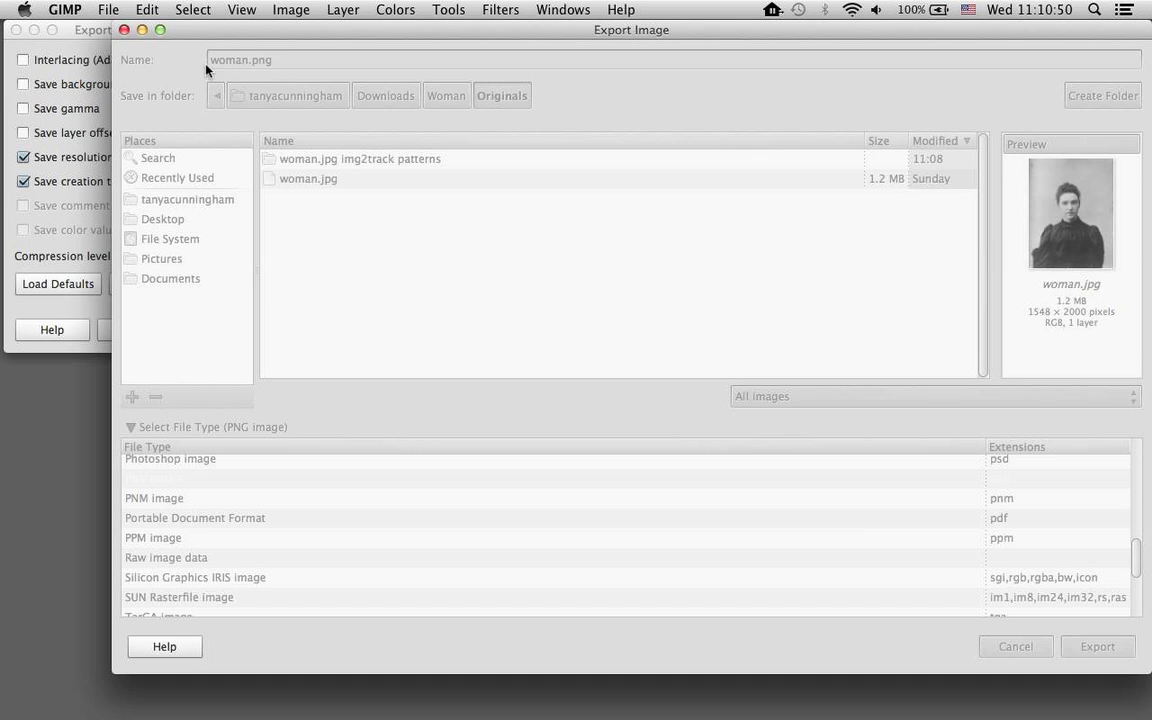 GIMP File Edit Select View Image Layer Colors Tools Filters Windows Help 100% Wed 11:10:50
Export
Export Image
Interlacing (Ad
Save backgrou
Save gamma
Save layer offse
Save resolution
Save creation t
Save comment
Save color valu
Compression level
Load Defaults
Help
Name: woman.png
Save in folder: tanyacunningham Downloads Woman Originals Create Folder
Places
Search
Recently Used
tanyacunningham
Desktop
File System
Pictures
Documents
Name Size Modified
woman.jpg img2track patterns 11:08
woman.jpg 1.2 MB Sunday
Preview
woman.jpg
1.2 MB
1548 × 2000 pixels
RGB, 1 layer
All images
Select File Type (PNG image)
File Type Extensions
Photoshop image psd
PNM image pnm
Portable Document Format pdf
PPM image ppm
Raw image data
Silicon Graphics IRIS image sgi,rgb,rgba,bw,icon
SUN Rasterfile image im1,im8,im24,im32,rs,ras
TarGA image tga
Help Cancel Export